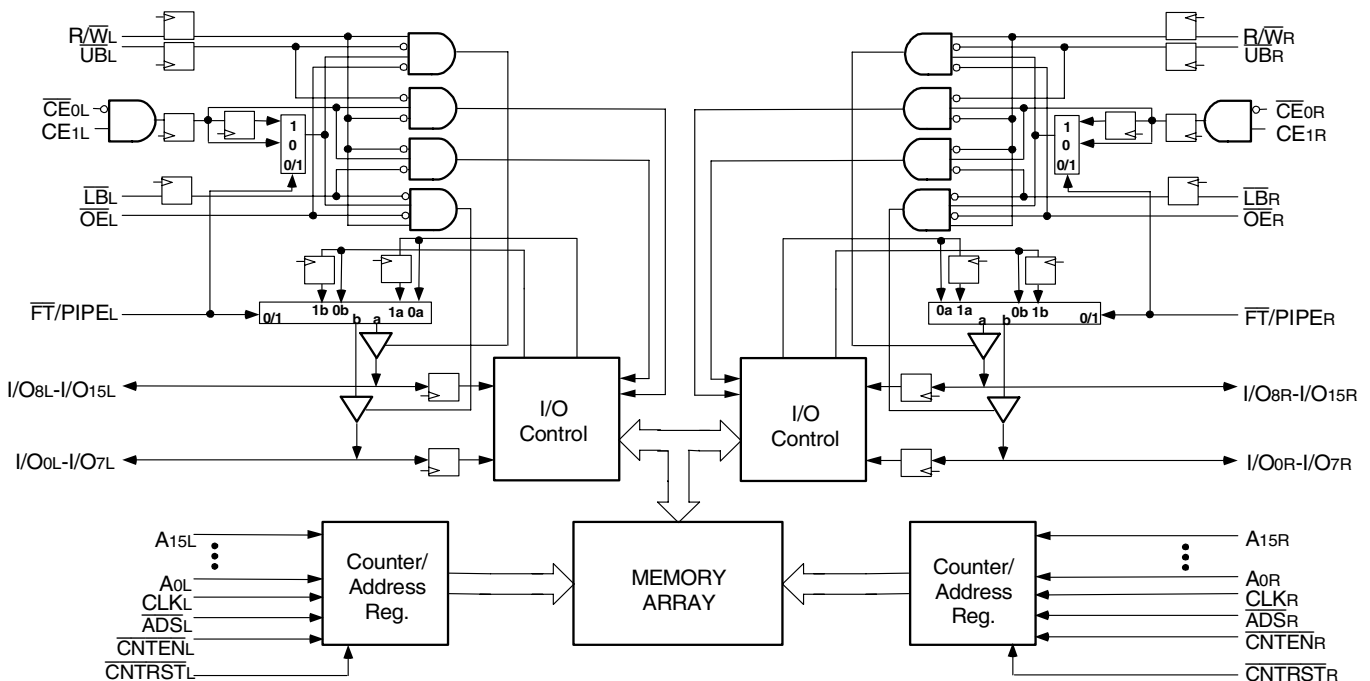 R/W̅L
U̅B̅L
C̅E̅0L
CE1L
1
0
0/1
L̅B̅L
O̅E̅L
F̅T̅/PIPEL
0/1
1b 0b
b a
1a 0a
I/O8L-I/O15L
I/O0L-I/O7L
I/O
Control
R/W̅R
U̅B̅R
C̅E̅0R
CE1R
1
0
0/1
L̅B̅R
O̅E̅R
F̅T̅/PIPER
0a 1a
a b
0b 1b
0/1
I/O8R-I/O15R
I/O0R-I/O7R
I/O
Control
A15L
A0L
CLKL
A̅D̅S̅L
C̅N̅T̅E̅N̅L
C̅N̅T̅R̅S̅T̅L
Counter/
Address
Reg.
MEMORY
ARRAY
Counter/
Address
Reg.
A15R
A0R
CLKR
A̅D̅S̅R
C̅N̅T̅E̅N̅R
C̅N̅T̅R̅S̅T̅R